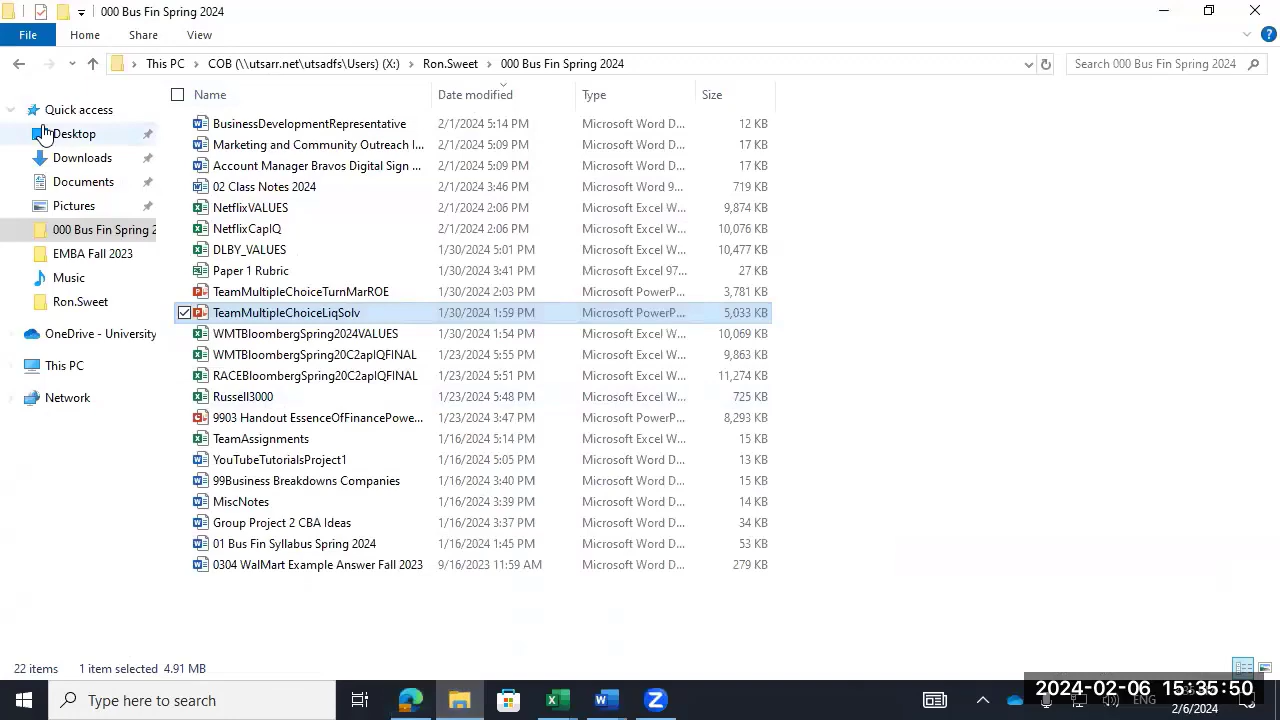 000 Bus Fin Spring 2024
File Home Share View
This PC COB (\\utsarr.net\utsadfs\Users) (X:) Ron.Sweet 000 Bus Fin Spring 2024 Search 000 Bus Fin Spring 2024
Name Date modified Type Size
Quick access
Desktop
Downloads
Documents
Pictures
000 Bus Fin Spring 2
EMBA Fall 2023
Music
Ron.Sweet
OneDrive - University
This PC
Network
BusinessDevelopmentRepresentative 2/1/2024 5:14 PM Microsoft Word D... 12 KB
Marketing and Community Outreach I... 2/1/2024 5:09 PM Microsoft Word D... 17 KB
Account Manager Bravos Digital Sign ... 2/1/2024 5:09 PM Microsoft Word D... 17 KB
02 Class Notes 2024 2/1/2024 3:46 PM Microsoft Word 9... 719 KB
NetflixVALUES 2/1/2024 2:06 PM Microsoft Excel W... 9,874 KB
NetflixCapIQ 2/1/2024 2:06 PM Microsoft Excel W... 10,076 KB
DLBY_VALUES 1/30/2024 5:01 PM Microsoft Excel W... 10,477 KB
Paper 1 Rubric 1/30/2024 3:41 PM Microsoft Excel 97... 27 KB
TeamMultipleChoiceTurnMarROE 1/30/2024 2:03 PM Microsoft PowerP... 3,781 KB
TeamMultipleChoiceLiqSolv 1/30/2024 1:59 PM Microsoft PowerP... 5,033 KB
WMTBloombergSpring2024VALUES 1/30/2024 1:54 PM Microsoft Excel W... 10,069 KB
WMTBloombergSpring20C2apIQFINAL 1/23/2024 5:55 PM Microsoft Excel W... 9,863 KB
RACEBloombergSpring20C2apIQFINAL 1/23/2024 5:51 PM Microsoft Excel W... 11,274 KB
Russell3000 1/23/2024 5:48 PM Microsoft Excel W... 725 KB
9903 Handout EssenceOfFinancePowe... 1/23/2024 3:47 PM Microsoft PowerP... 8,293 KB
TeamAssignments 1/16/2024 5:14 PM Microsoft Excel W... 15 KB
YouTubeTutorialsProject1 1/16/2024 5:05 PM Microsoft Word D... 13 KB
99Business Breakdowns Companies 1/16/2024 3:40 PM Microsoft Word D... 15 KB
MiscNotes 1/16/2024 3:39 PM Microsoft Word D... 14 KB
Group Project 2 CBA Ideas 1/16/2024 3:37 PM Microsoft Word D... 34 KB
01 Bus Fin Syllabus Spring 2024 1/16/2024 1:45 PM Microsoft Word D... 53 KB
0304 WalMart Example Answer Fall 2023 9/16/2023 11:59 AM Microsoft Word D... 279 KB
22 items 1 item selected 4.91 MB
Type here to search
2024-02-06 15:35:50
ENG
2/6/2024